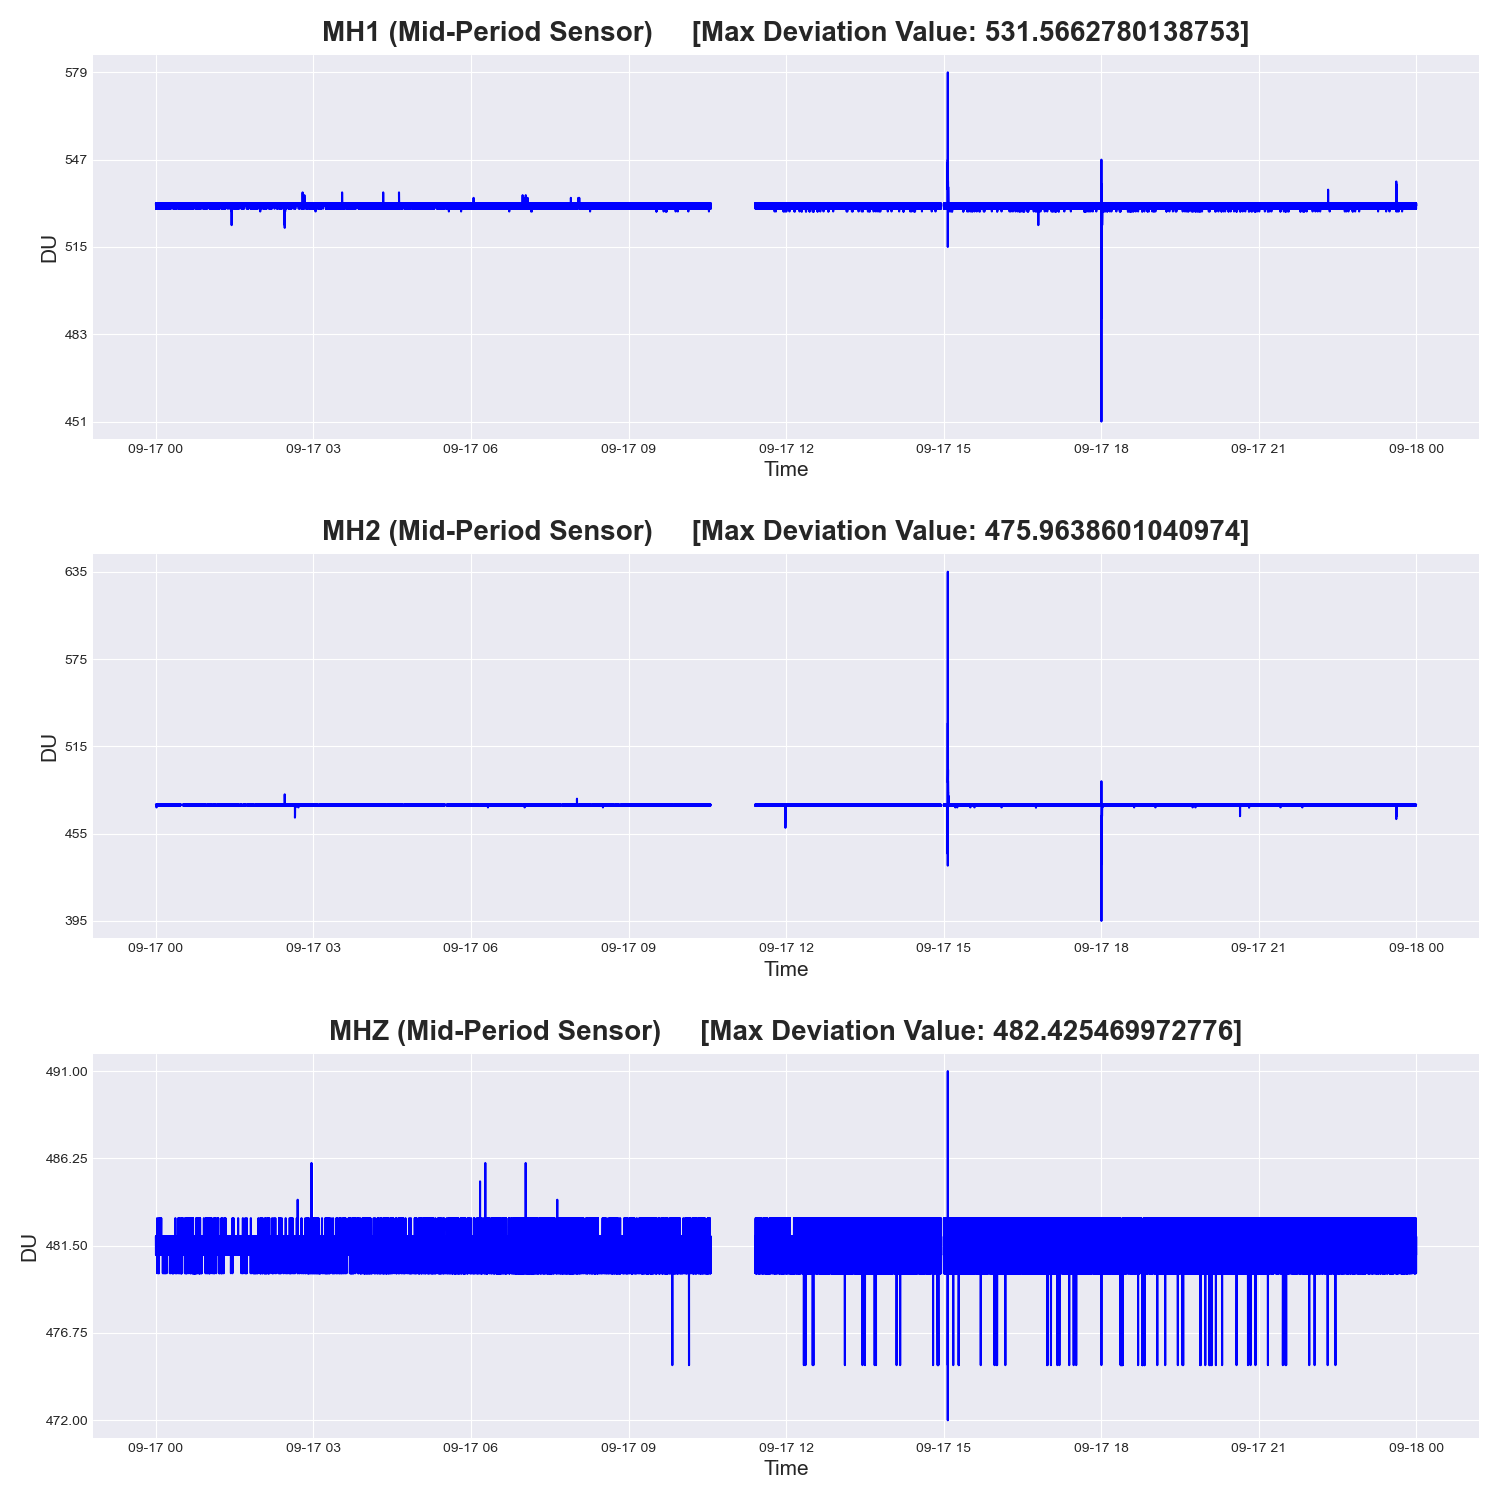 MH1 (Mid-Period Sensor) [Max Deviation Value: 531.5662780138753]
579
547
515
483
451
DU
09-17 00 09-17 03 09-17 06 09-17 09 09-17 12 09-17 15 09-17 18 09-17 21 09-18 00
Time
MH2 (Mid-Period Sensor) [Max Deviation Value: 475.9638601040974]
635
575
515
455
395
DU
09-17 00 09-17 03 09-17 06 09-17 09 09-17 12 09-17 15 09-17 18 09-17 21 09-18 00
Time
MHZ (Mid-Period Sensor) [Max Deviation Value: 482.425469972776]
491.00
486.25
481.50
476.75
472.00
DU
09-17 00 09-17 03 09-17 06 09-17 09 09-17 12 09-17 15 09-17 18 09-17 21 09-18 00
Time